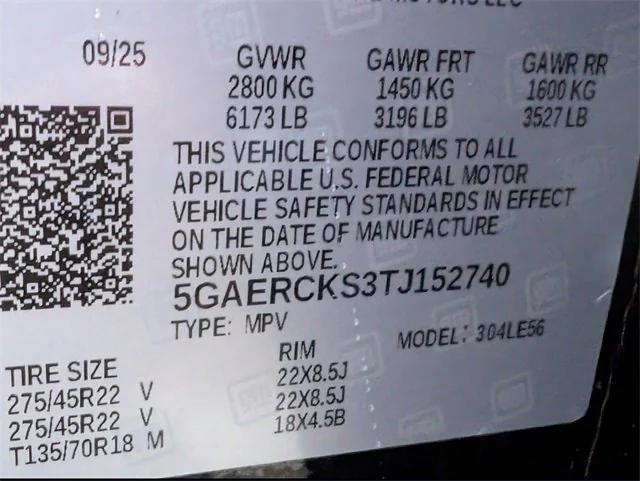 MOTORS LLC
09/25 GVWR GAWR FRT GAWR RR
2800 KG 1450 KG 1600 KG
6173 LB 3196 LB 3527 LB
THIS VEHICLE CONFORMS TO ALL
APPLICABLE U.S. FEDERAL MOTOR
VEHICLE SAFETY STANDARDS IN EFFECT
ON THE DATE OF MANUFACTURE
SHOWN ABOVE.
5GAERCKS3TJ152740
TYPE: MPV MODEL: 304LE56
TIRE SIZE RIM
275/45R22 V 22X8.5J
275/45R22 V 22X8.5J
T135/70R18 M 18X4.5B